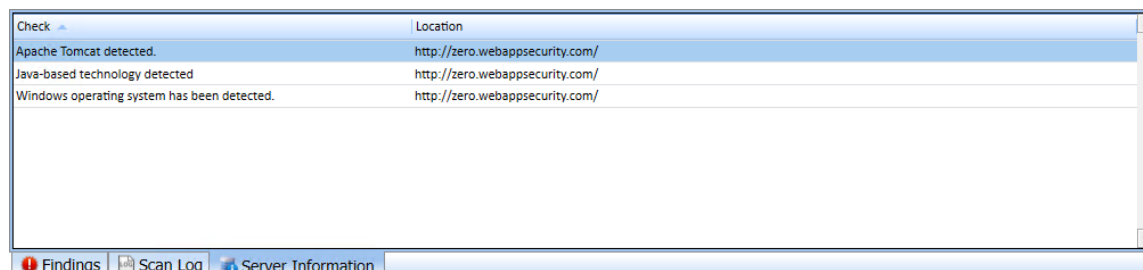 Check Location
Apache Tomcat detected. http://zero.webappsecurity.com/
Java-based technology detected http://zero.webappsecurity.com/
Windows operating system has been detected. http://zero.webappsecurity.com/
Findings Scan Log Server Information